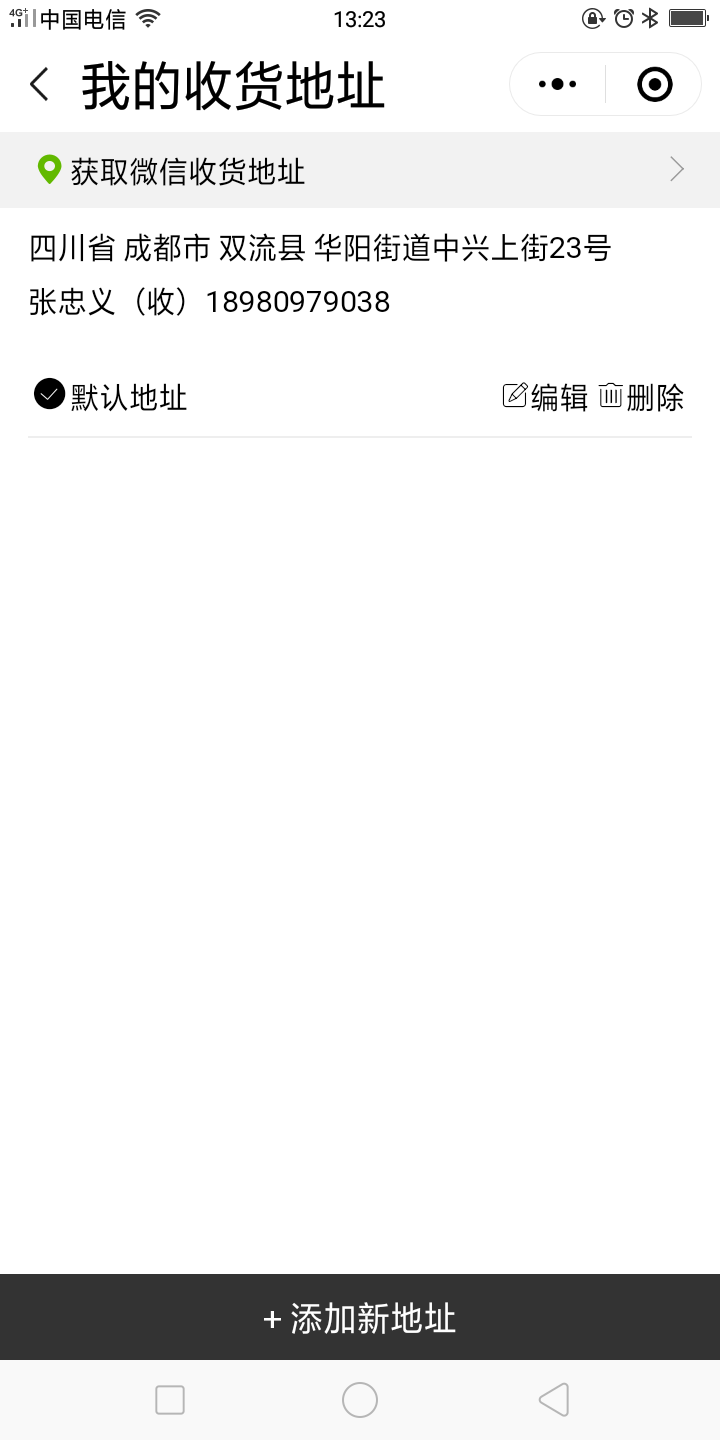 4G+ 中国电信 13:23
我的收货地址
获取微信收货地址
四川省 成都市 双流县 华阳街道中兴上街23号
张忠义（收）18980979038
默认地址 编辑 删除
+ 添加新地址